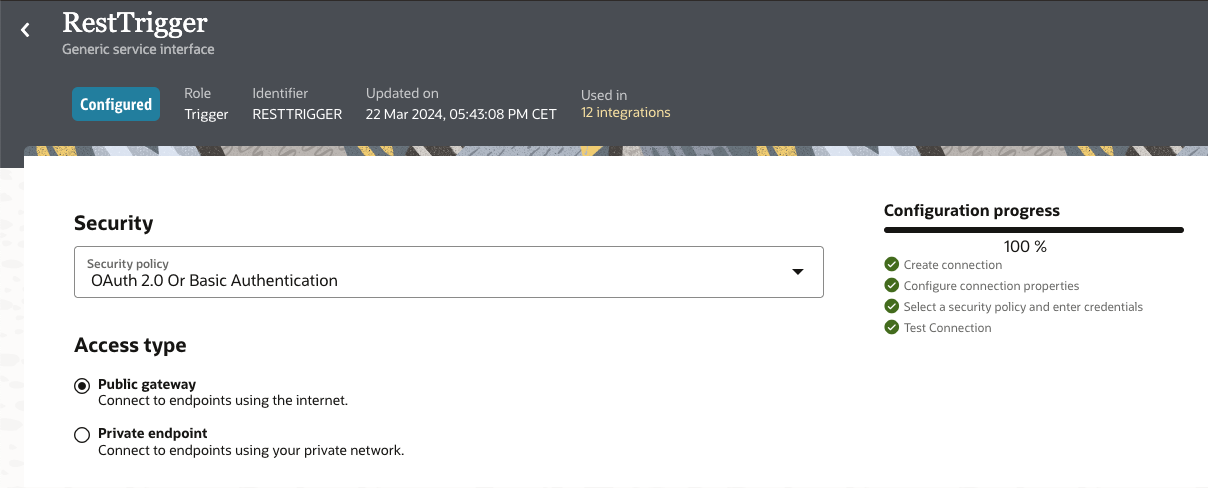 RestTrigger
Generic service interface
Configured
Role
Trigger
Identifier
RESTTRIGGER
Updated on
22 Mar 2024, 05:43:08 PM CET
Used in
12 integrations
Security
Security policy
OAuth 2.0 Or Basic Authentication
Access type
Public gateway
Connect to endpoints using the internet.
Private endpoint
Connect to endpoints using your private network.
Configuration progress
100 %
Create connection
Configure connection properties
Select a security policy and enter credentials
Test Connection